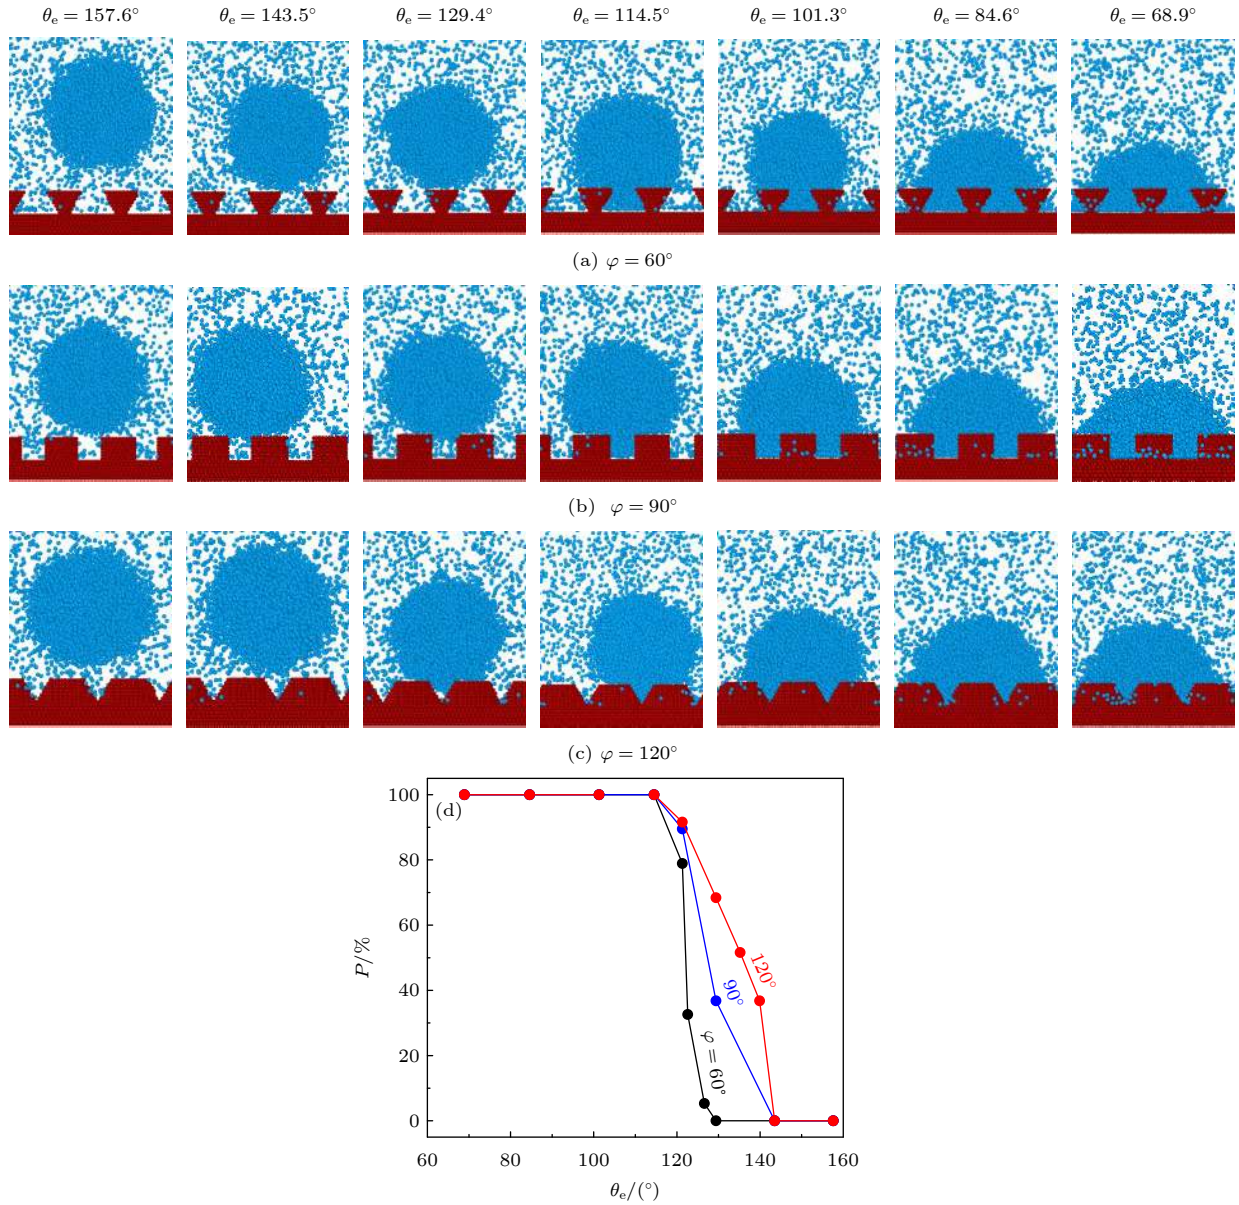 θe = 157.6° θe = 143.5° θe = 129.4° θe = 114.5° θe = 101.3° θe = 84.6° θe = 68.9°
(a) φ = 60°
(b) φ = 90°
(c) φ = 120°
(d)
100
80
60
40
20
0
P/%
120°
90°
φ = 60°
60 80 100 120 140 160
θe/(°)